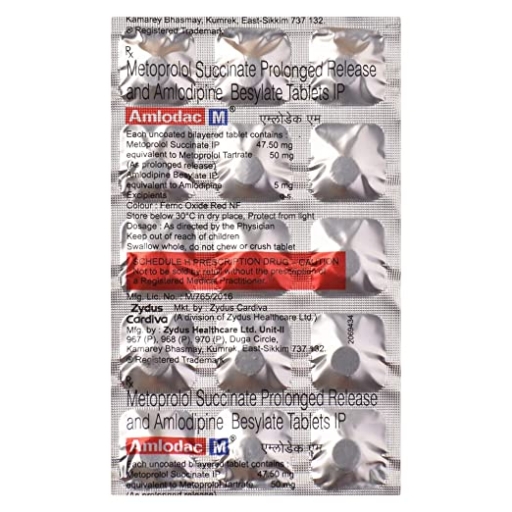 Kamarey Bhasmay, Kumrek, East-Sikkim 737 132.
® Registered Trademark
Rx
Metoprolol Succinate Prolonged Release
and Amlodipine Besylate Tablets IP
Amlodac M® एम्लोडेक एम
Each uncoated bilayered tablet contains :
Metoprolol Succinate IP 47.50 mg
equivalent to Metoprolol Tartrate 50 mg
(As prolonged release)
Amlodipine Besylate IP
equivalent to Amlodipine 5 mg
Excipients q.s.
Colour : Ferric Oxide Red NF
Store below 30°C in dry place, Protect from light
Dosage : As directed by the Physician
Keep out of reach of children
Swallow whole, do not chew or crush tablet
SCHEDULE H PRESCRIPTION DRUG - CAUTION
Not to be sold by retail without the prescription of
a Registered Medical Practitioner.
Mfg. Lic. No. : M/765/2016
Zydus Cardiva
Mkt. by : Zydus Cardiva
(A division of Zydus Healthcare Ltd.)
Mfg. by : Zydus Healthcare Ltd. Unit-II
967 (P), 968 (P), 970 (P), Duga Circle,
Kamarey Bhasmay, Kumrek, East-Sikkim 737 132.
® Registered Trademark
2059434
Rx
Metoprolol Succinate Prolonged Release
and Amlodipine Besylate Tablets IP
Amlodac M® एम्लोडेक एम
Each uncoated bilayered tablet contains :
Metoprolol Succinate IP 47.50 mg
equivalent to Metoprolol Tartrate 50 mg
(As prolonged release)